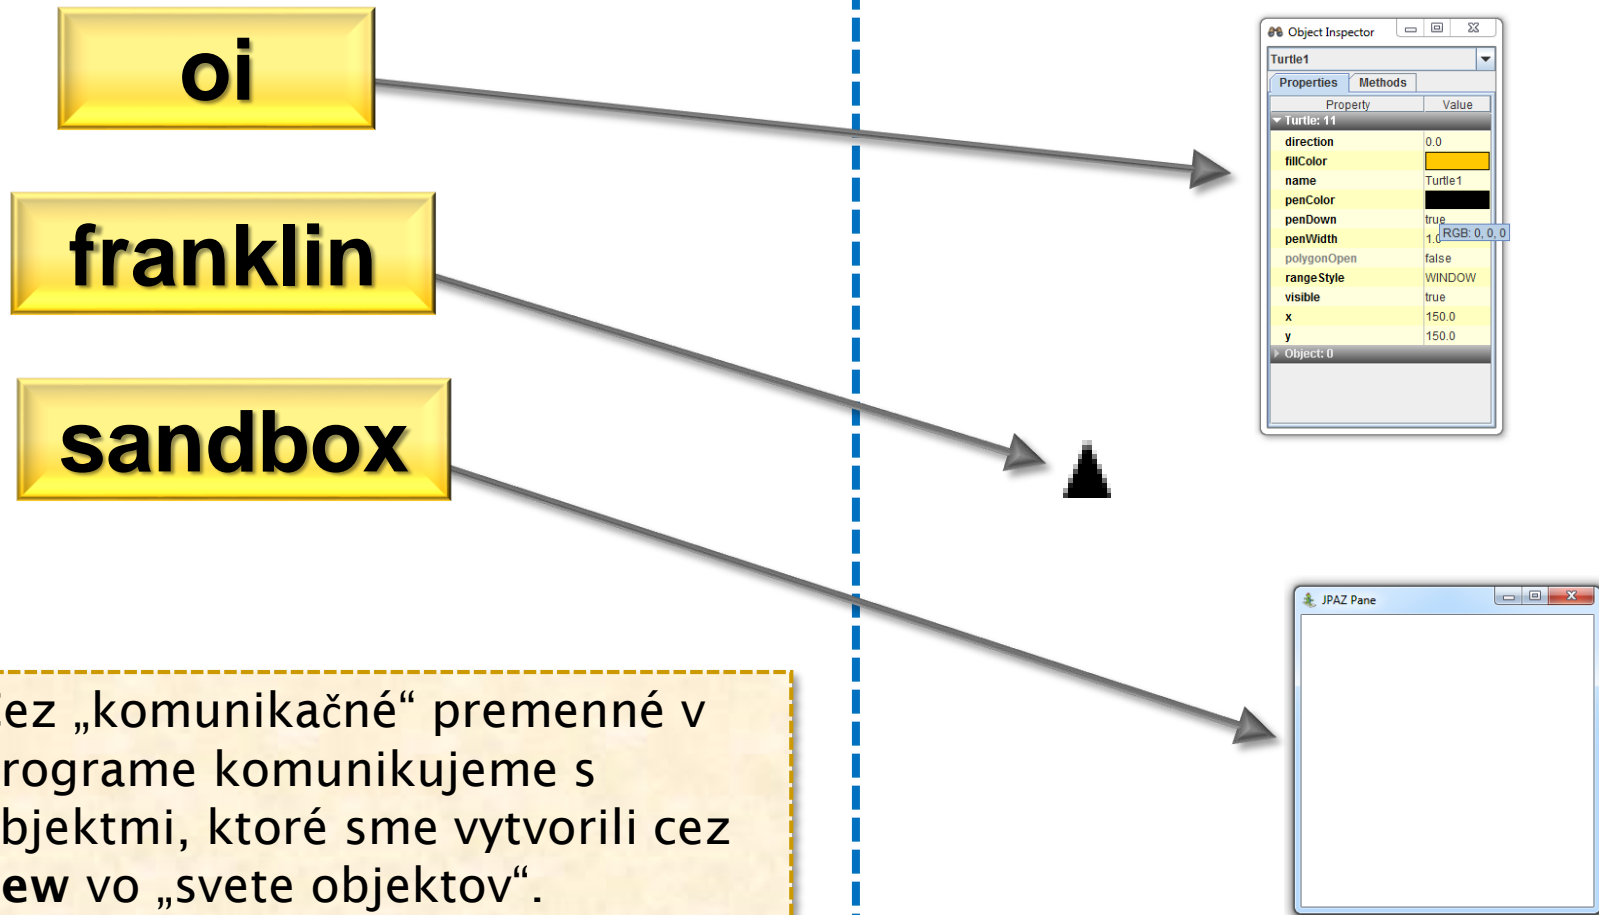 oi
franklin
sandbox
Object Inspector
Turtle1
Properties Methods
Property Value
Turtle: 11
direction 0.0
fillColor
name Turtle1
penColor
penDown true
RGB: 0, 0, 0
penWidth 1.0
polygonOpen false
rangeStyle WINDOW
visible true
x 150.0
y 150.0
Object: 0
JPAZ Pane
ez „komunikačné“ premenné v
rograme komunikujeme s
bjektmi, ktoré sme vytvorili cez
ew vo „svete objektov“.